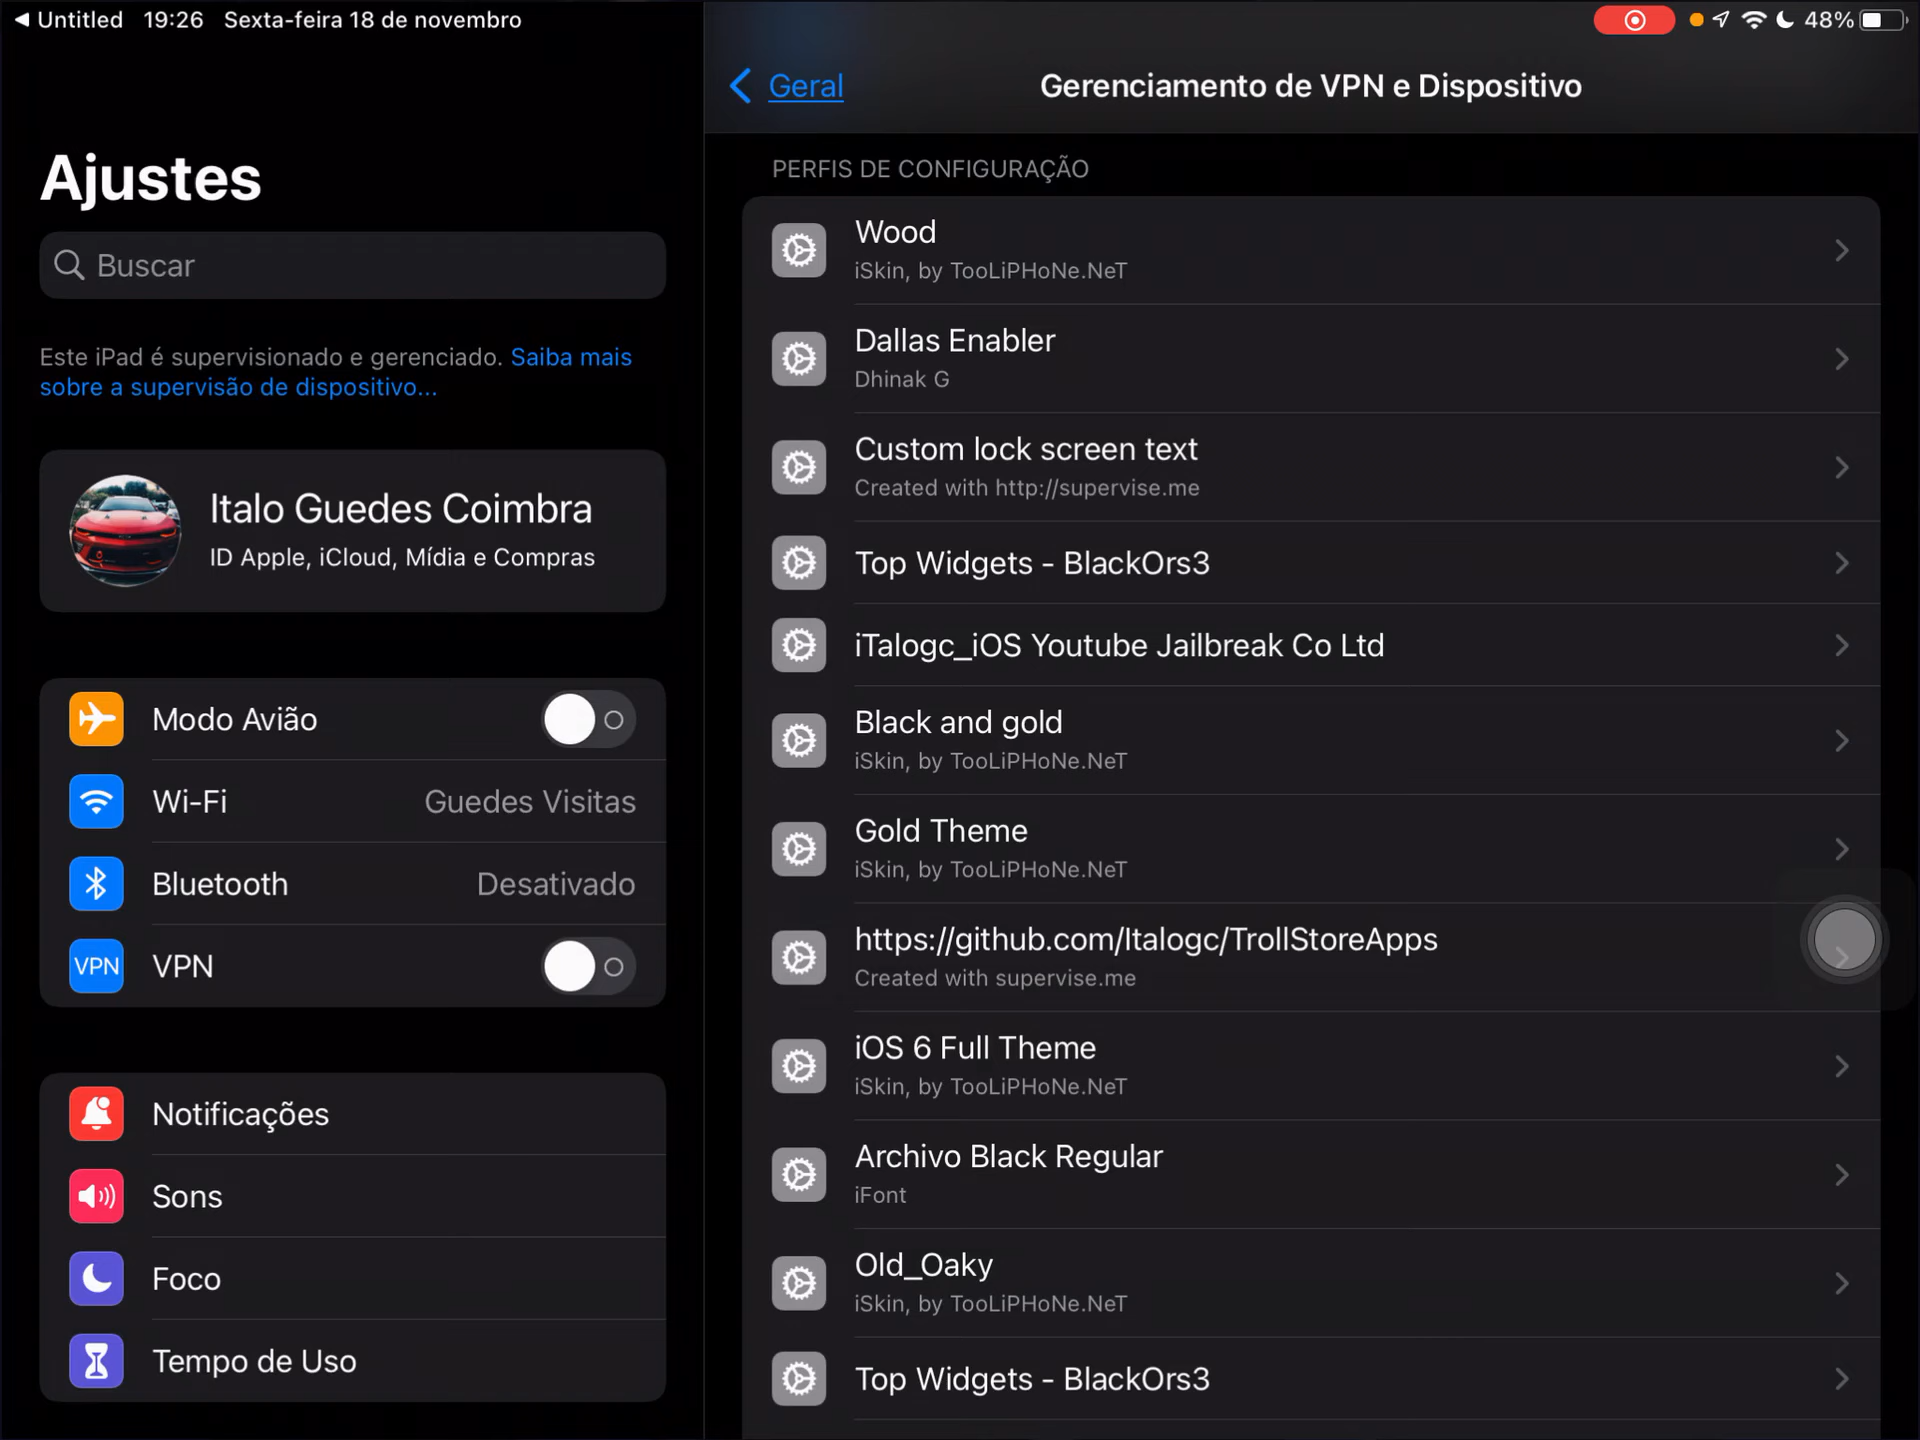 ◀ Untitled 19:26 Sexta-feira 18 de novembro
48%
Ajustes
Buscar
Este iPad é supervisionado e gerenciado. Saiba mais
sobre a supervisão de dispositivo...
Italo Guedes Coimbra
ID Apple, iCloud, Mídia e Compras
Modo Avião
Wi-Fi Guedes Visitas
Bluetooth Desativado
VPN VPN
Notificações
Sons
Foco
Tempo de Uso
Geral
Gerenciamento de VPN e Dispositivo
PERFIS DE CONFIGURAÇÃO
Wood
iSkin, by TooLiPHoNe.NeT
Dallas Enabler
Dhinak G
Custom lock screen text
Created with http://supervise.me
Top Widgets - BlackOrs3
iTalogc_iOS Youtube Jailbreak Co Ltd
Black and gold
iSkin, by TooLiPHoNe.NeT
Gold Theme
iSkin, by TooLiPHoNe.NeT
https://github.com/Italogc/TrollStoreApps
Created with supervise.me
iOS 6 Full Theme
iSkin, by TooLiPHoNe.NeT
Archivo Black Regular
iFont
Old_Oaky
iSkin, by TooLiPHoNe.NeT
Top Widgets - BlackOrs3